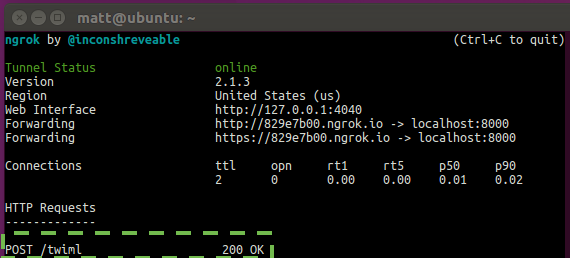 matt@ubuntu: ~
ngrok by @inconshreveable (Ctrl+C to quit)
Tunnel Status online
Version 2.1.3
Region United States (us)
Web Interface http://127.0.0.1:4040
Forwarding http://829e7b00.ngrok.io -> localhost:8000
Forwarding https://829e7b00.ngrok.io -> localhost:8000
Connections ttl opn rt1 rt5 p50 p90
2 0 0.00 0.00 0.01 0.02
HTTP Requests
-------------
POST /twiml 200 OK